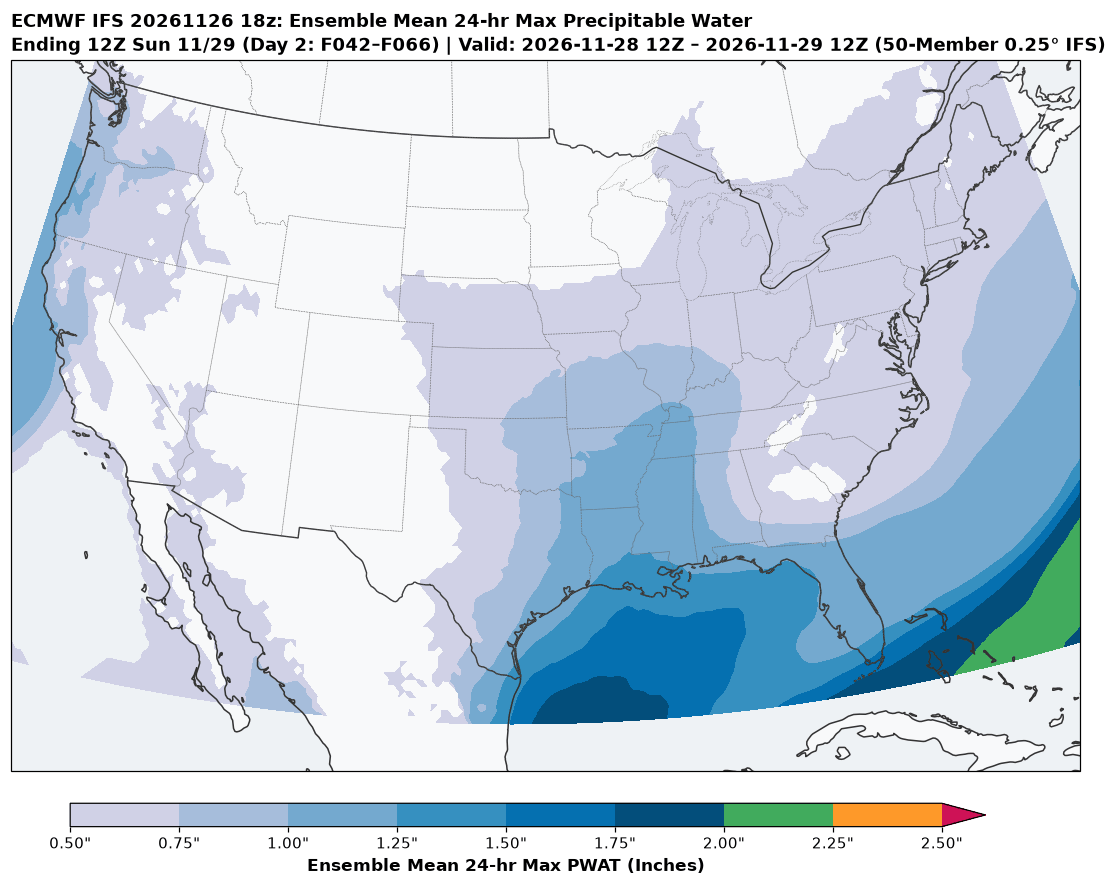 ECMWF IFS 20261126 18z: Ensemble Mean 24-hr Max Precipitable Water
Ending 12Z Sun 11/29 (Day 2: F042–F066) | Valid: 2026-11-28 12Z – 2026-11-29 12Z (50-Member 0.25° IFS)
0.50" 0.75" 1.00" 1.25" 1.50" 1.75" 2.00" 2.25" 2.50"
Ensemble Mean 24-hr Max PWAT (Inches)